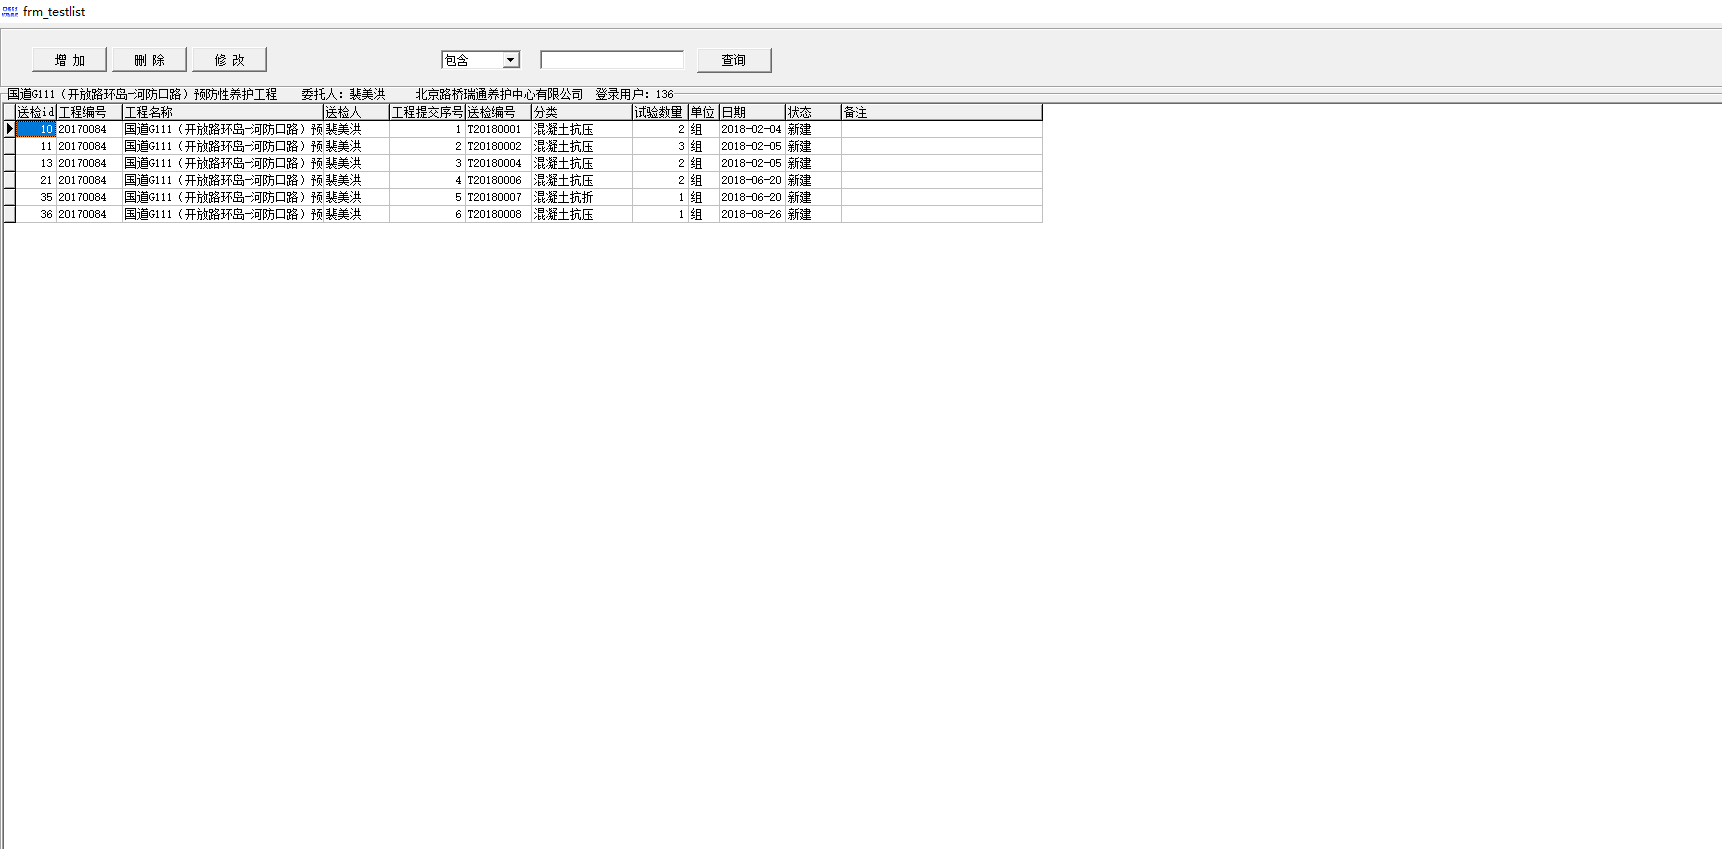 frm_testlist
增 加 删 除 修 改 包含 查询
国道G111（开放路环岛-河防口路）预防性养护工程 委托人：裴美洪 北京路桥瑞通养护中心有限公司 登录用户：136
送检id 工程编号 工程名称 送检人 工程提交序号 送检编号 分类 试验数量 单位 日期 状态 备注
10 20170084 国道G111（开放路环岛-河防口路）预 裴美洪 1 T20180001 混凝土抗压 2 组 2018-02-04 新建
11 20170084 国道G111（开放路环岛-河防口路）预 裴美洪 2 T20180002 混凝土抗压 3 组 2018-02-05 新建
13 20170084 国道G111（开放路环岛-河防口路）预 裴美洪 3 T20180004 混凝土抗压 2 组 2018-02-05 新建
21 20170084 国道G111（开放路环岛-河防口路）预 裴美洪 4 T20180006 混凝土抗压 2 组 2018-06-20 新建
35 20170084 国道G111（开放路环岛-河防口路）预 裴美洪 5 T20180007 混凝土抗折 1 组 2018-06-20 新建
36 20170084 国道G111（开放路环岛-河防口路）预 裴美洪 6 T20180008 混凝土抗压 1 组 2018-08-26 新建